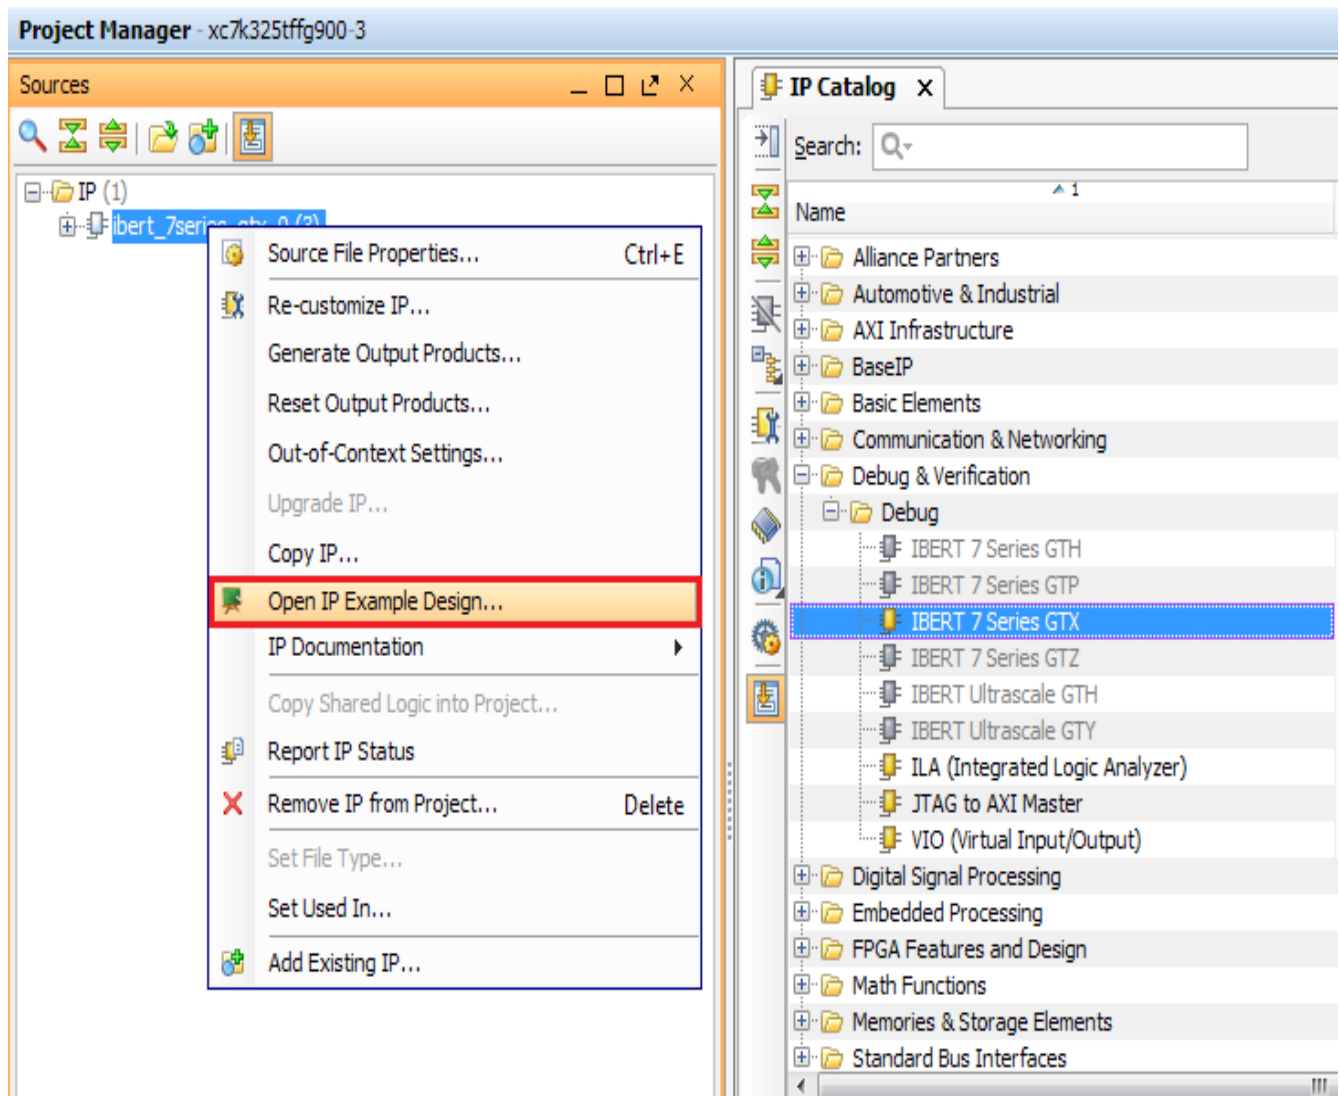 Project Manager - xc7k325tffg900-3
Sources
IP (1)
ibert_7series_gtx_0 (2)
Source File Properties... Ctrl+E
Re-customize IP...
Generate Output Products...
Reset Output Products...
Out-of-Context Settings...
Upgrade IP...
Copy IP...
Open IP Example Design...
IP Documentation
Copy Shared Logic into Project...
Report IP Status
Remove IP from Project... Delete
Set File Type...
Set Used In...
Add Existing IP...
IP Catalog X
Search:
1
Name
Alliance Partners
Automotive & Industrial
AXI Infrastructure
BaseIP
Basic Elements
Communication & Networking
Debug & Verification
Debug
IBERT 7 Series GTH
IBERT 7 Series GTP
IBERT 7 Series GTX
IBERT 7 Series GTZ
IBERT Ultrascale GTH
IBERT Ultrascale GTY
ILA (Integrated Logic Analyzer)
JTAG to AXI Master
VIO (Virtual Input/Output)
Digital Signal Processing
Embedded Processing
FPGA Features and Design
Math Functions
Memories & Storage Elements
Standard Bus Interfaces